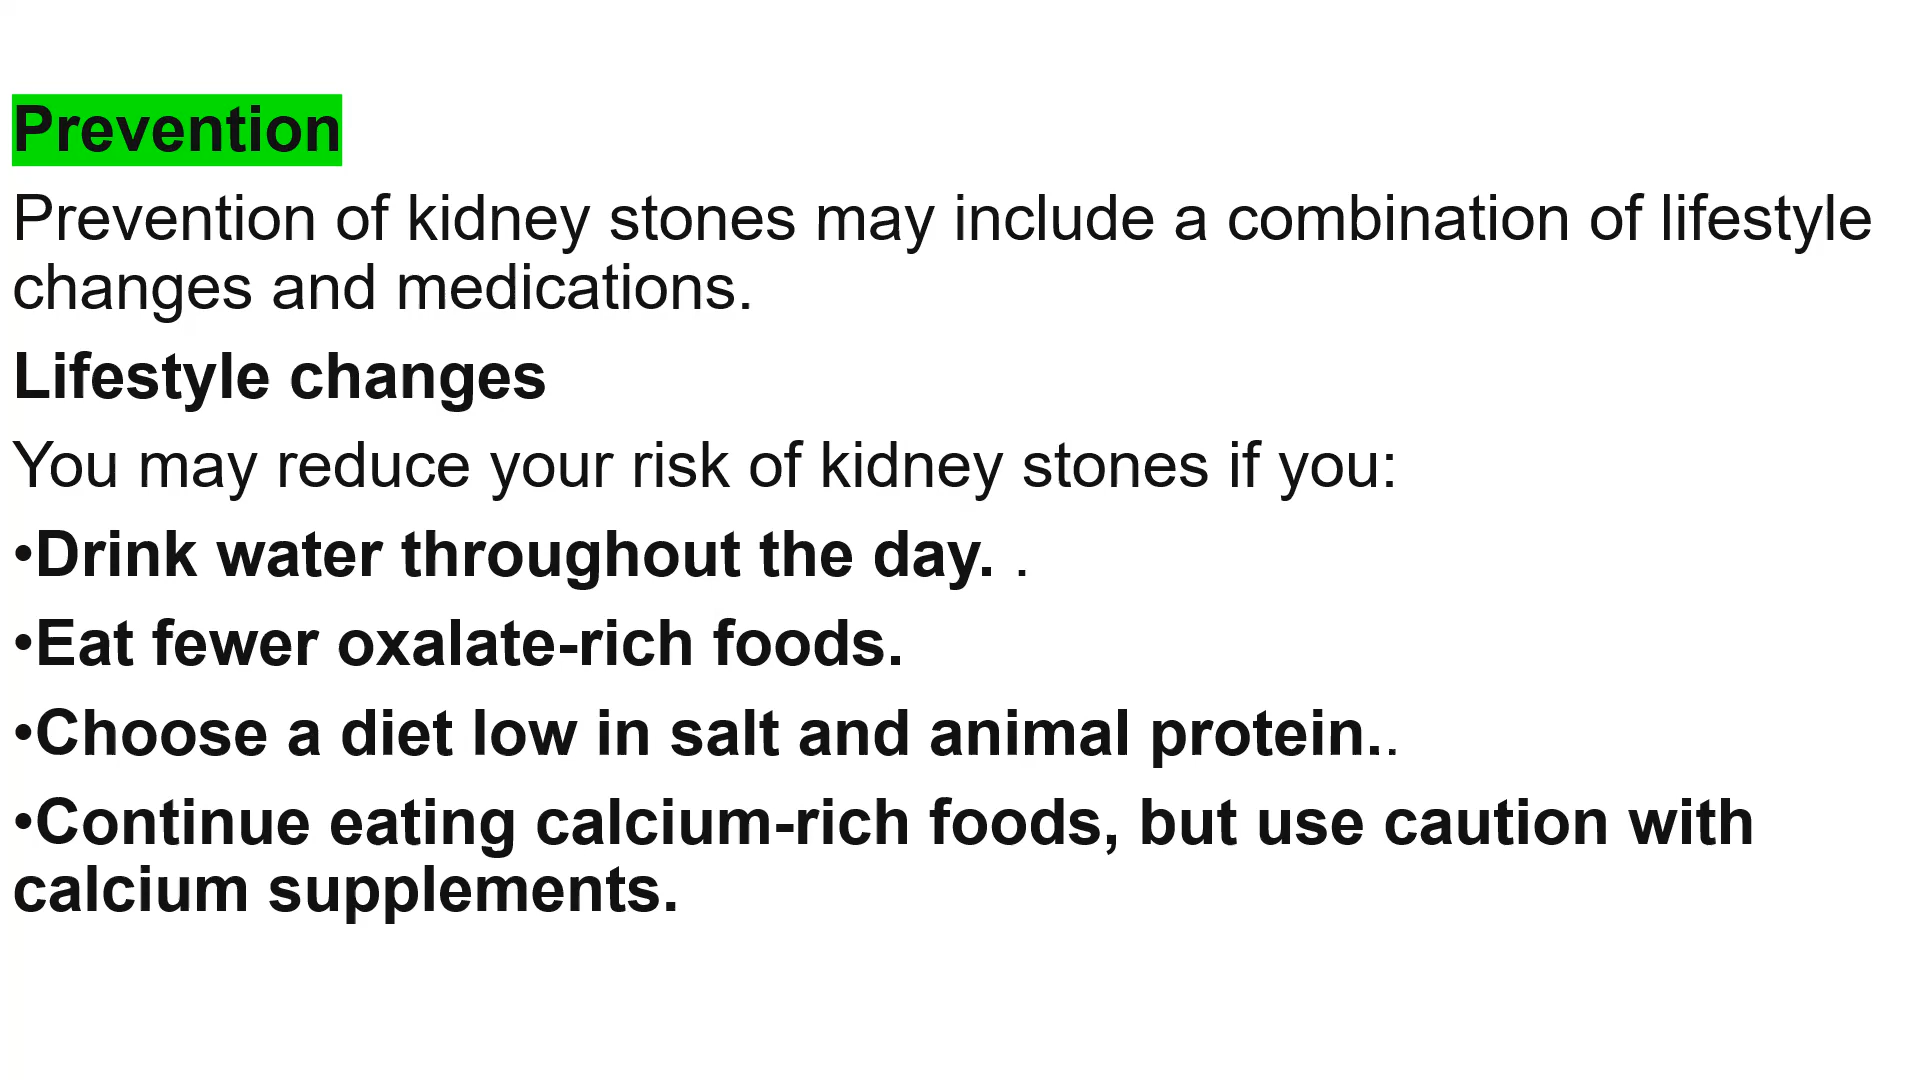 Prevention
Prevention of kidney stones may include a combination of lifestyle
changes and medications.
Lifestyle changes
You may reduce your risk of kidney stones if you:
•Drink water throughout the day. .
•Eat fewer oxalate-rich foods.
•Choose a diet low in salt and animal protein..
•Continue eating calcium-rich foods, but use caution with
calcium supplements.